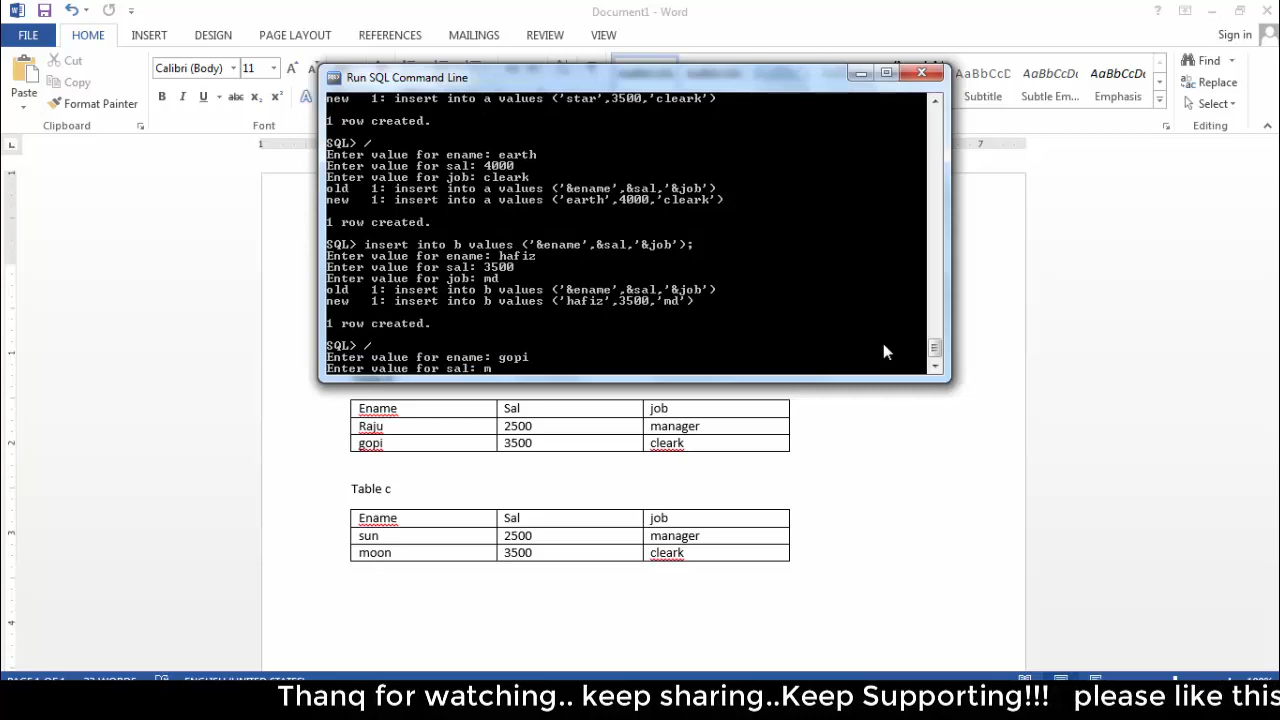 Document1 - Word
Sign in
FILE HOME INSERT DESIGN PAGE LAYOUT REFERENCES MAILINGS REVIEW VIEW
Cut
Copy
Format Painter
Paste
Clipboard
Calibri (Body) 11
B I U abc x₂ x² A
Font
AaBbCcD AaBbCcDt AaBbCcDt
Subtitle Subtle Em... Emphasis
Find
Replace
Select
Editing
Run SQL Command Line
new 1: insert into a values ('star',3500,'cleark')
1 row created.
SQL> /
Enter value for ename: earth
Enter value for sal: 4000
Enter value for job: cleark
old 1: insert into a values ('&ename',&sal,'&job')
new 1: insert into a values ('earth',4000,'cleark')
1 row created.
SQL> insert into b values ('&ename',&sal,'&job');
Enter value for ename: hafiz
Enter value for sal: 3500
Enter value for job: md
old 1: insert into b values ('&ename',&sal,'&job')
new 1: insert into b values ('hafiz',3500,'md')
1 row created.
SQL> /
Enter value for ename: gopi
Enter value for sal: m
Ename Sal job
Raju 2500 manager
gopi 3500 cleark
Table c
Ename Sal job
sun 2500 manager
moon 3500 cleark
Thanq for watching.. keep sharing..Keep Supporting!!! please like this